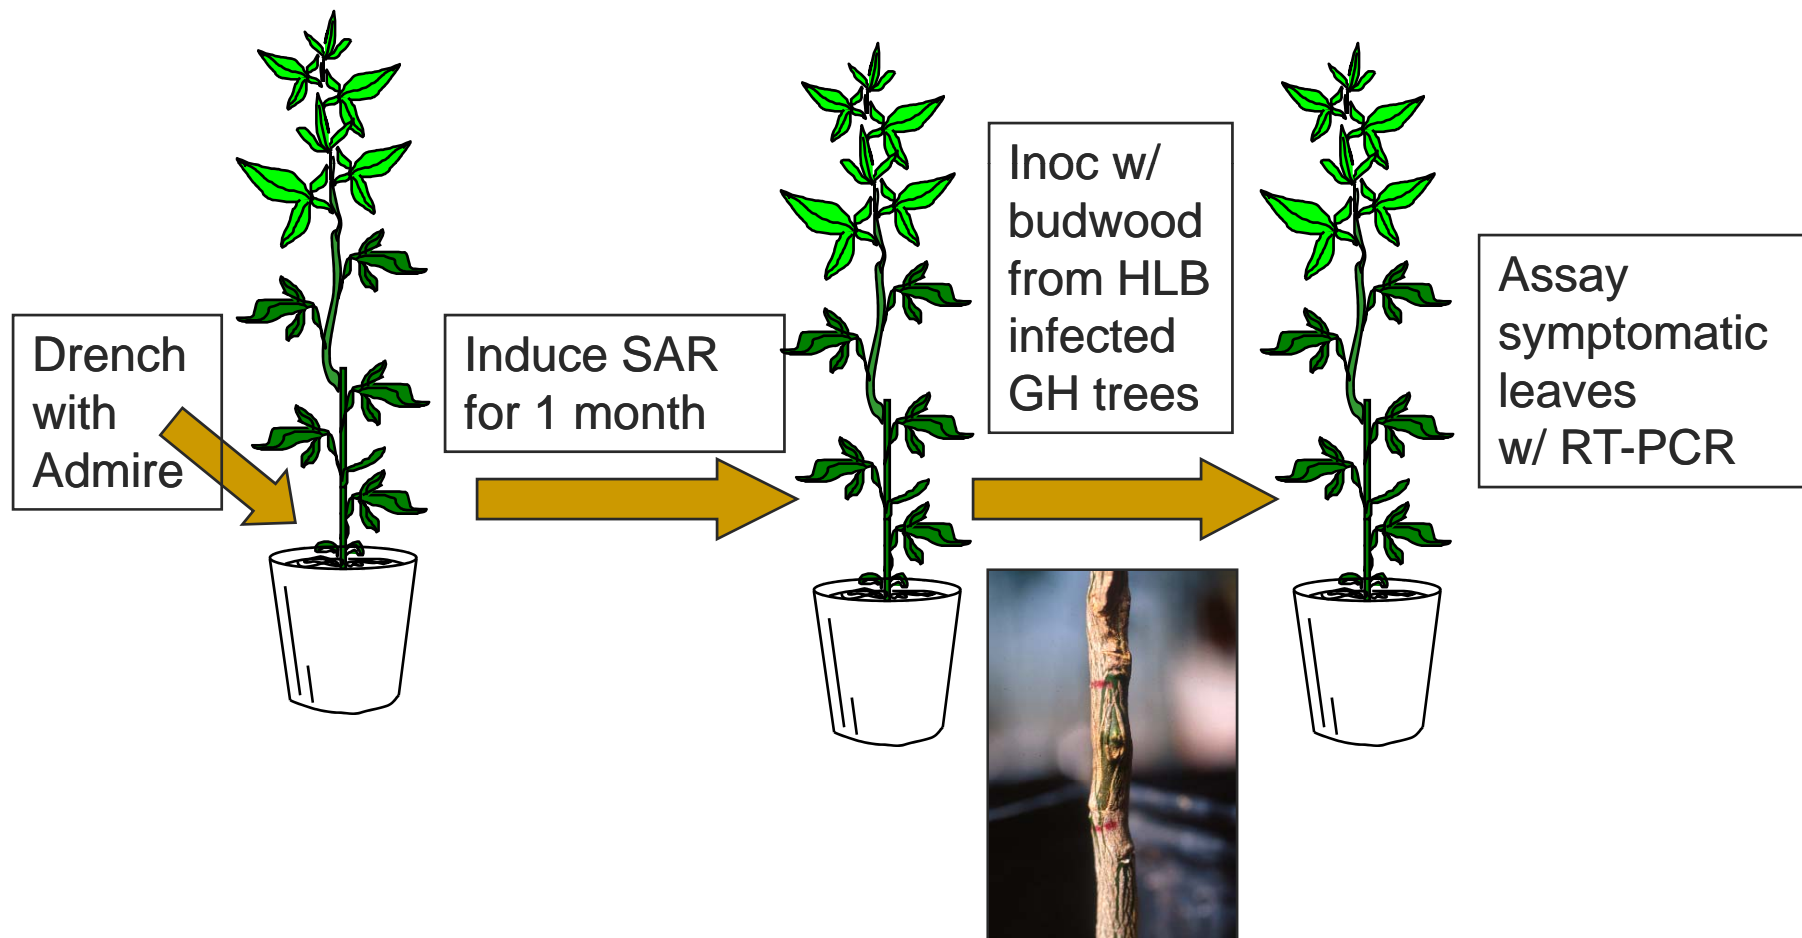 Drench
with
Admire
Induce SAR
for 1 month
Inoc w/
budwood
from HLB
infected
GH trees
Assay
symptomatic
leaves
w/ RT-PCR